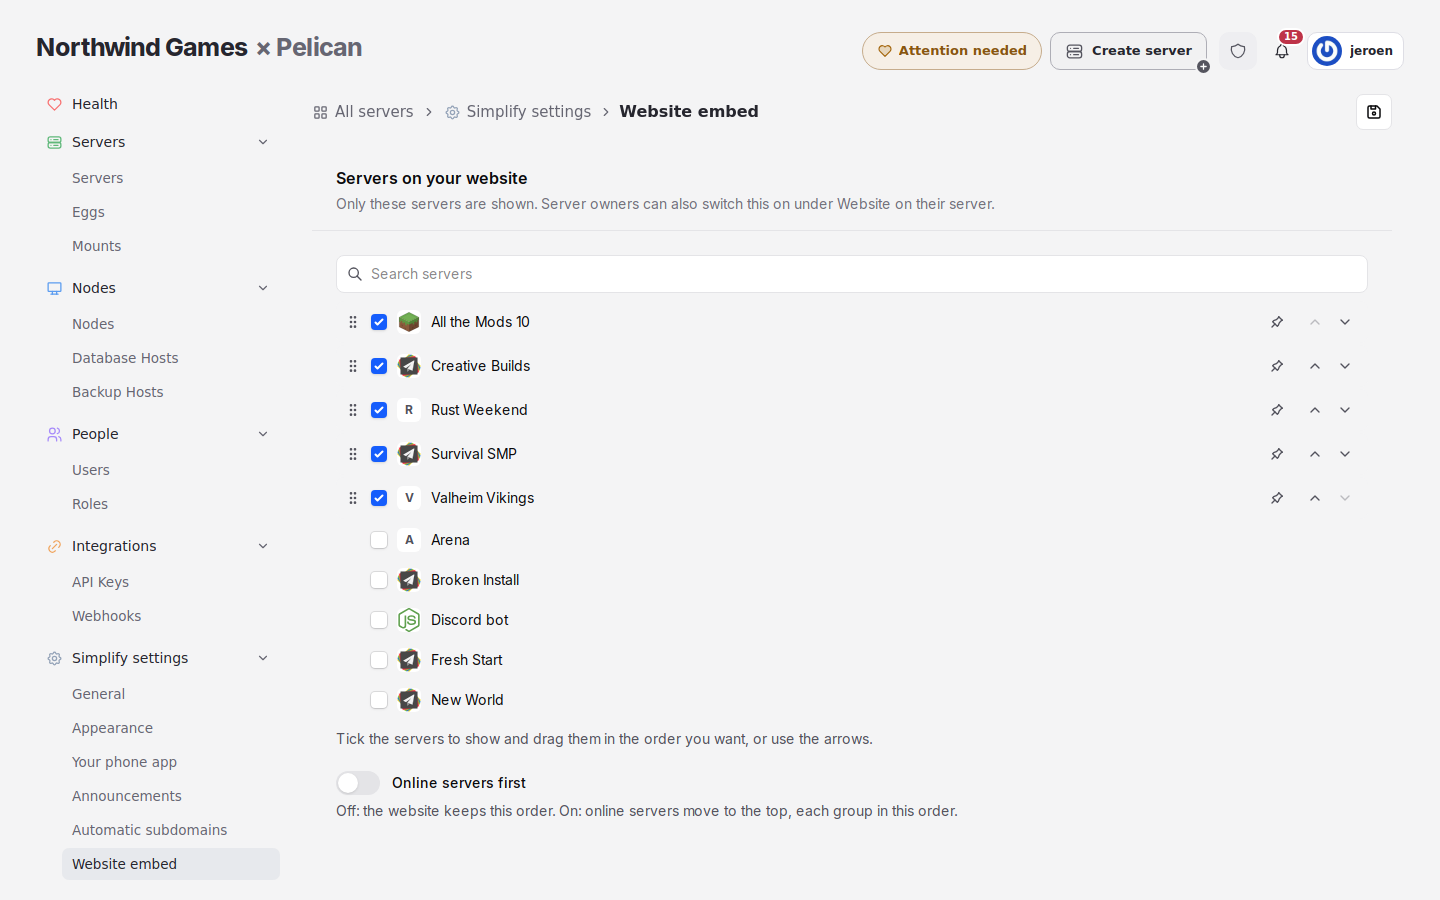 Northwind Games × Pelican
Attention needed
Create server
15
jeroen
Health
Servers
Servers
Eggs
Mounts
Nodes
Nodes
Database Hosts
Backup Hosts
People
Users
Roles
Integrations
API Keys
Webhooks
Simplify settings
General
Appearance
Your phone app
Announcements
Automatic subdomains
Website embed
All servers
Simplify settings
Website embed
Servers on your website
Only these servers are shown. Server owners can also switch this on under Website on their server.
Search servers
All the Mods 10
Creative Builds
R Rust Weekend
Survival SMP
V Valheim Vikings
A Arena
Broken Install
JS Discord bot
Fresh Start
New World
Tick the servers to show and drag them in the order you want, or use the arrows.
Online servers first
Off: the website keeps this order. On: online servers move to the top, each group in this order.